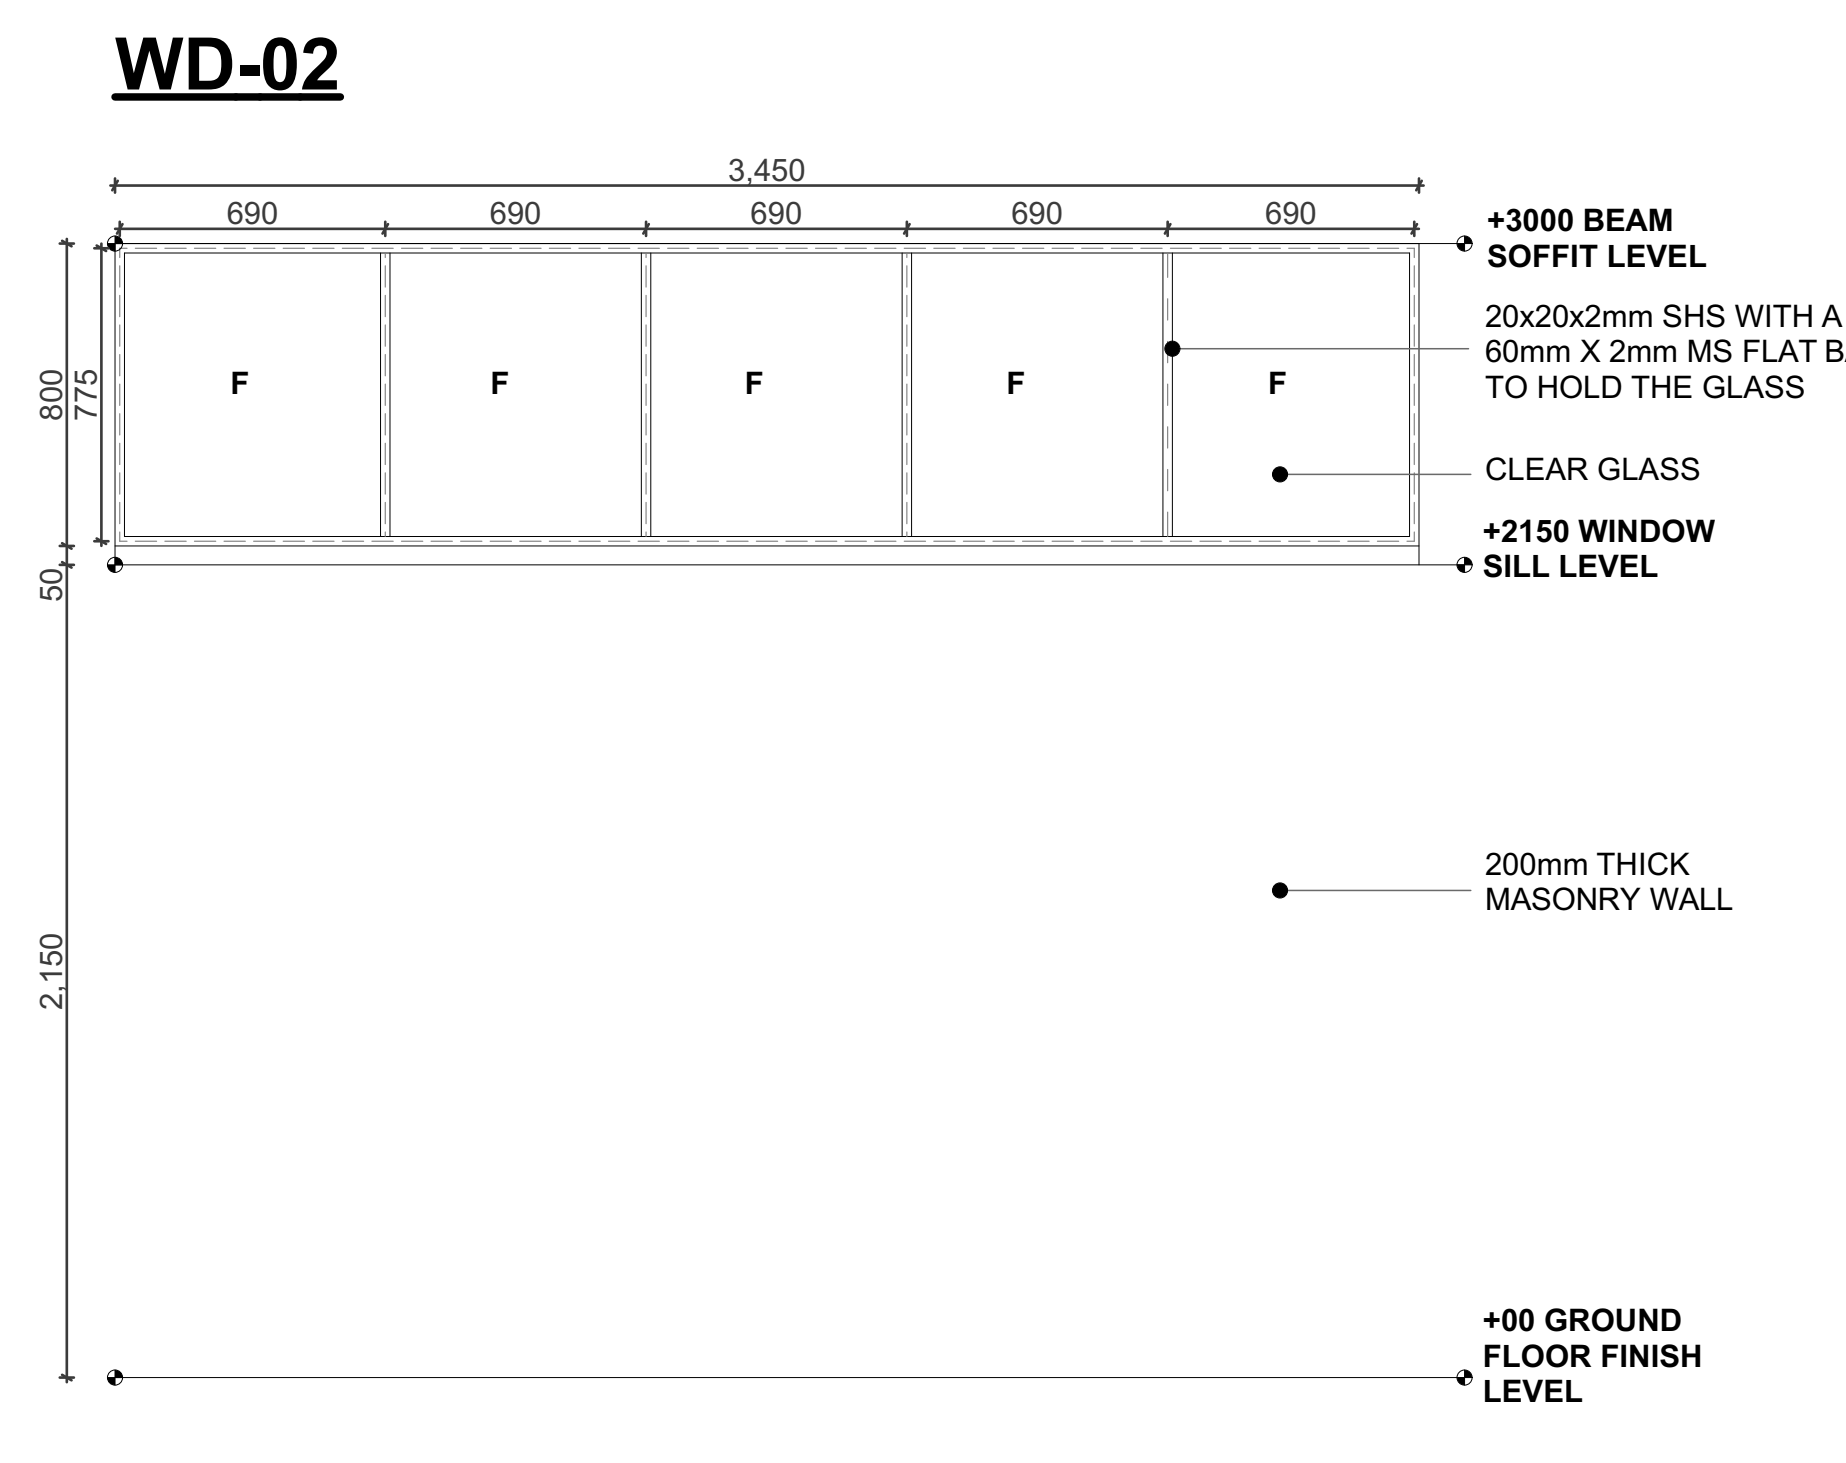 WD-02
3,450
690 690 690 690 690
+3000 BEAM
SOFFIT LEVEL
20x20x2mm SHS WITH A
60mm X 2mm MS FLAT
TO HOLD THE GLASS
800
775
F F F F F
CLEAR GLASS
+2150 WINDOW
SILL LEVEL
50
200mm THICK
MASONRY WALL
2,150
+00 GROUND
FLOOR FINISH
LEVEL